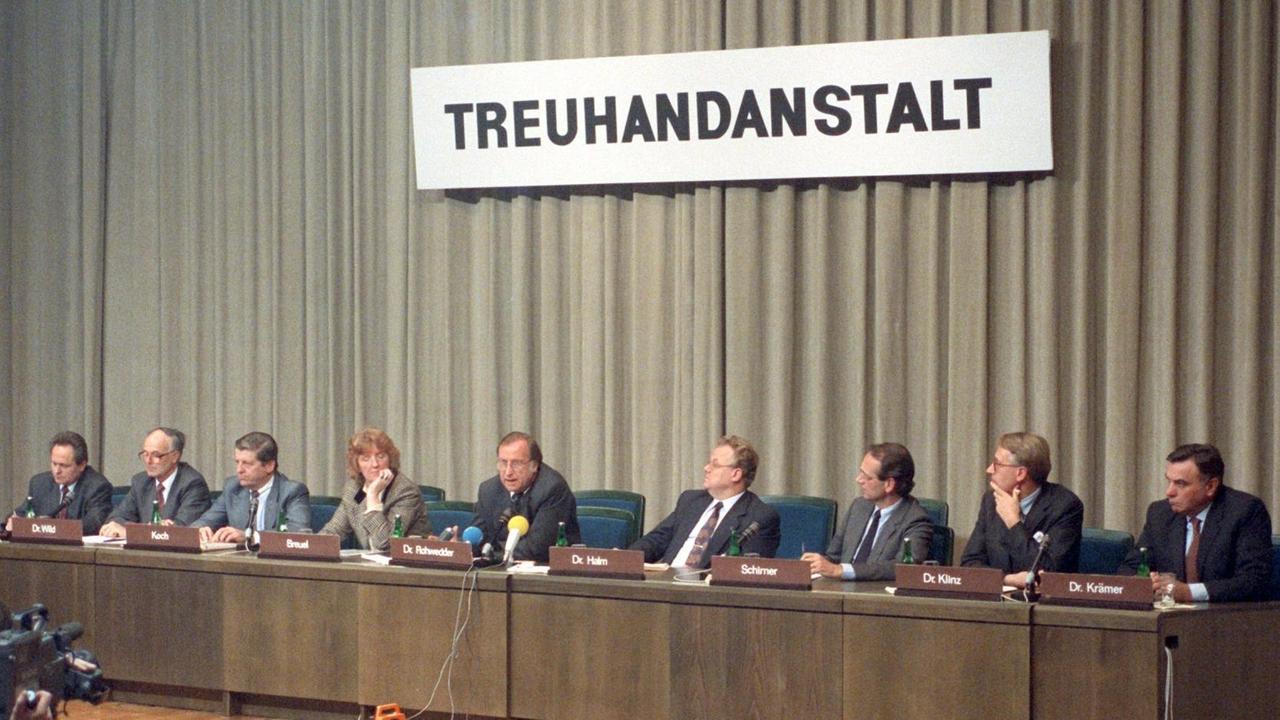 TREUHANDANSTALT
Dr. Wild
Koch
Breuel
Dr. Rohwedder
Dr. Halm
Schirner
Dr. Klinz
Dr. Krämer